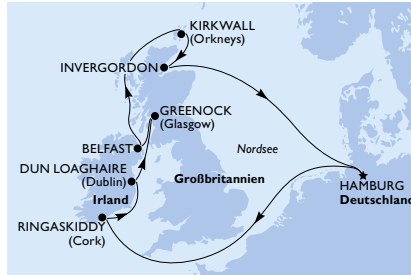 KIRKWALL
(Orkneys)
INVERGORDON
GREENOCK
(Glasgow)
BELFAST
Nordsee
DUN LOAGHAIRE
(Dublin)
Großbritannien
HAMBURG
Deutschland
Irland
RINGASKIDDY
(Cork)